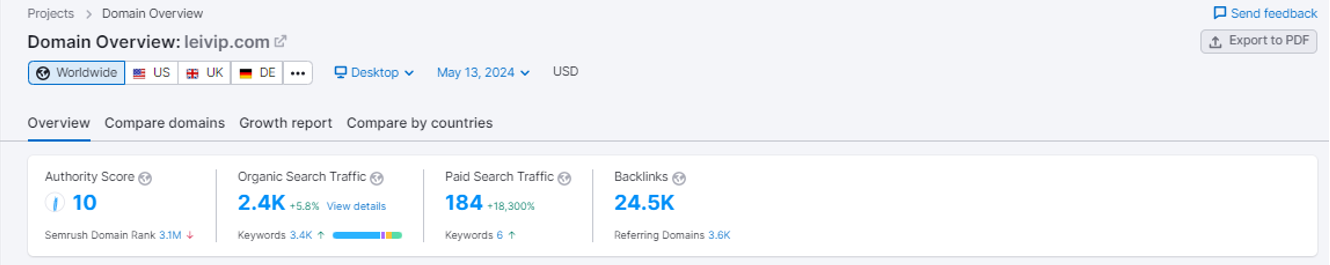 Projects > Domain Overview
Send feedback
Domain Overview: leivip.com
Export to PDF
Worldwide US UK DE ••• Desktop May 13, 2024 USD
Overview Compare domains Growth report Compare by countries
Authority Score Organic Search Traffic Paid Search Traffic Backlinks
10 2.4K +5.8% View details 184 +18,300% 24.5K
Semrush Domain Rank 3.1M ↓ Keywords 3.4K ↑ Keywords 6 ↑ Referring Domains 3.6K